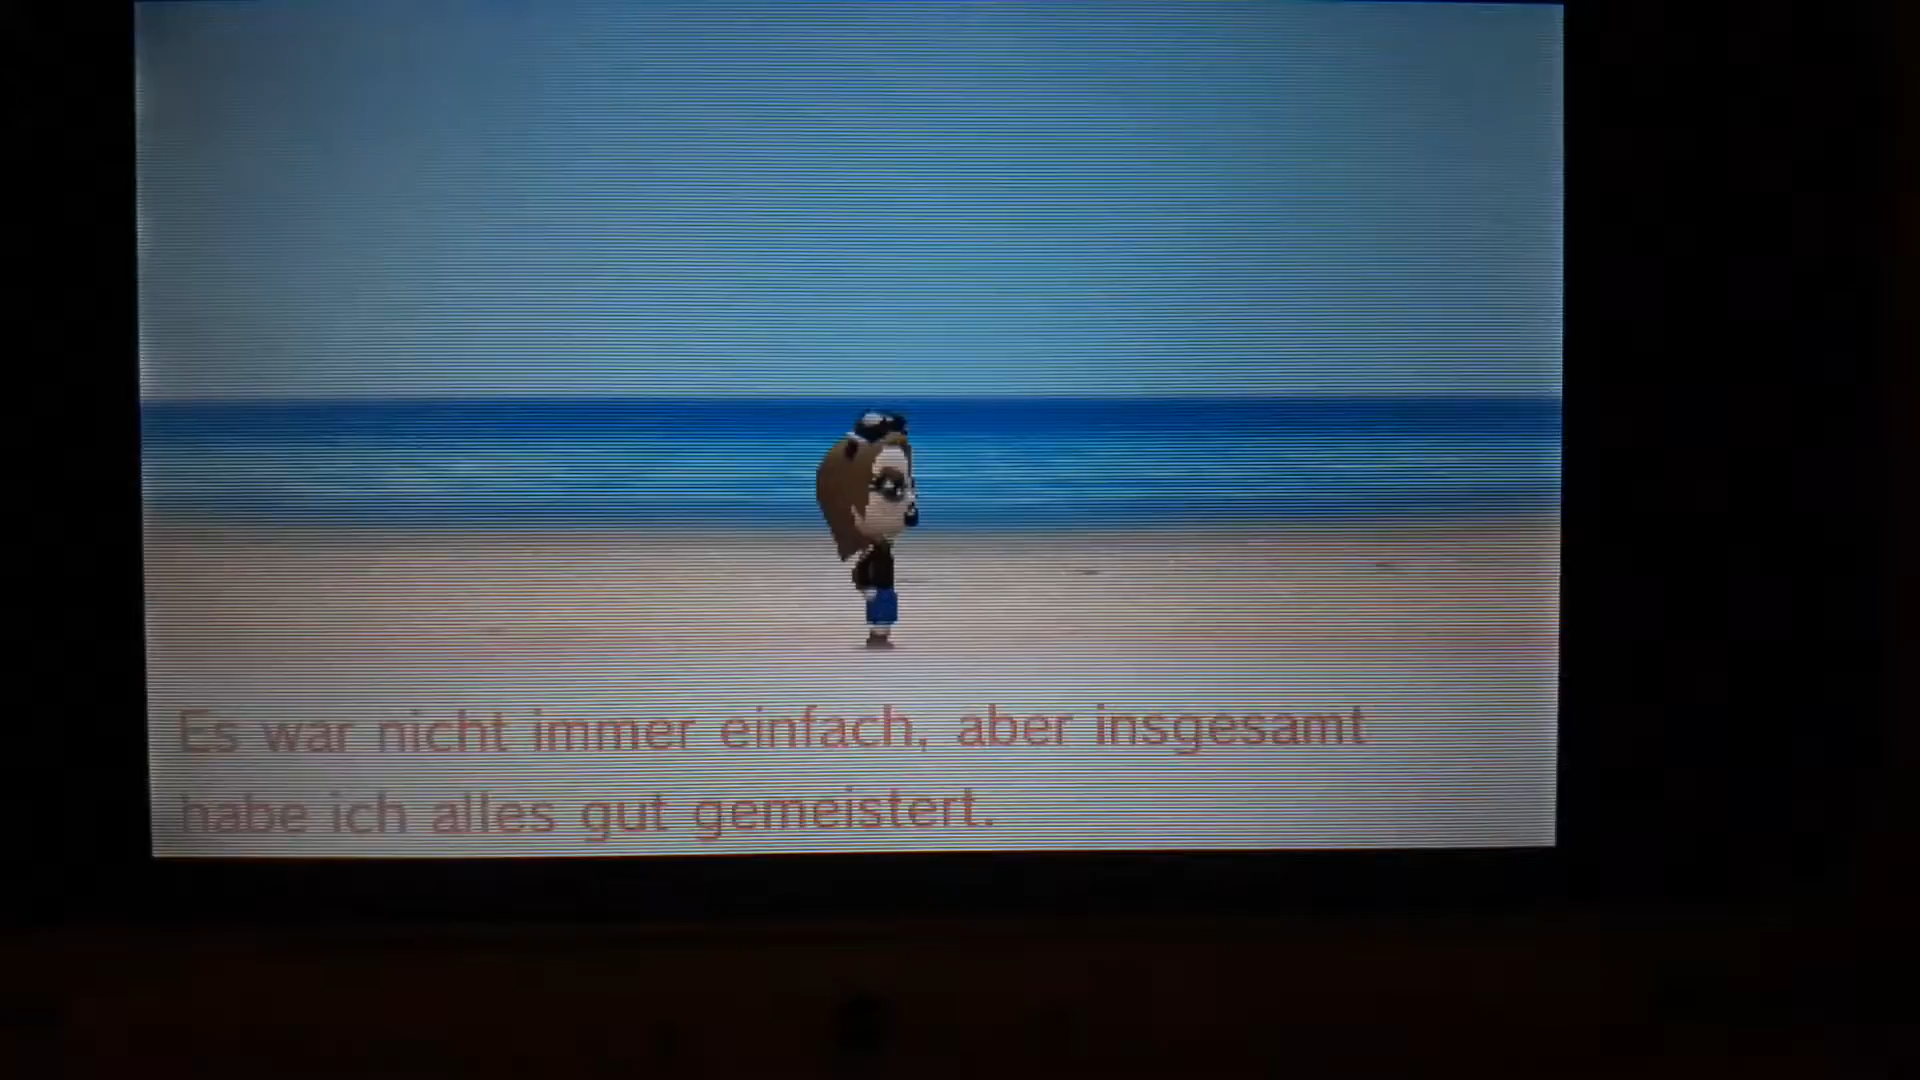 Es war nicht immer einfach, aber insgesamt
habe ich alles gut gemeistert.